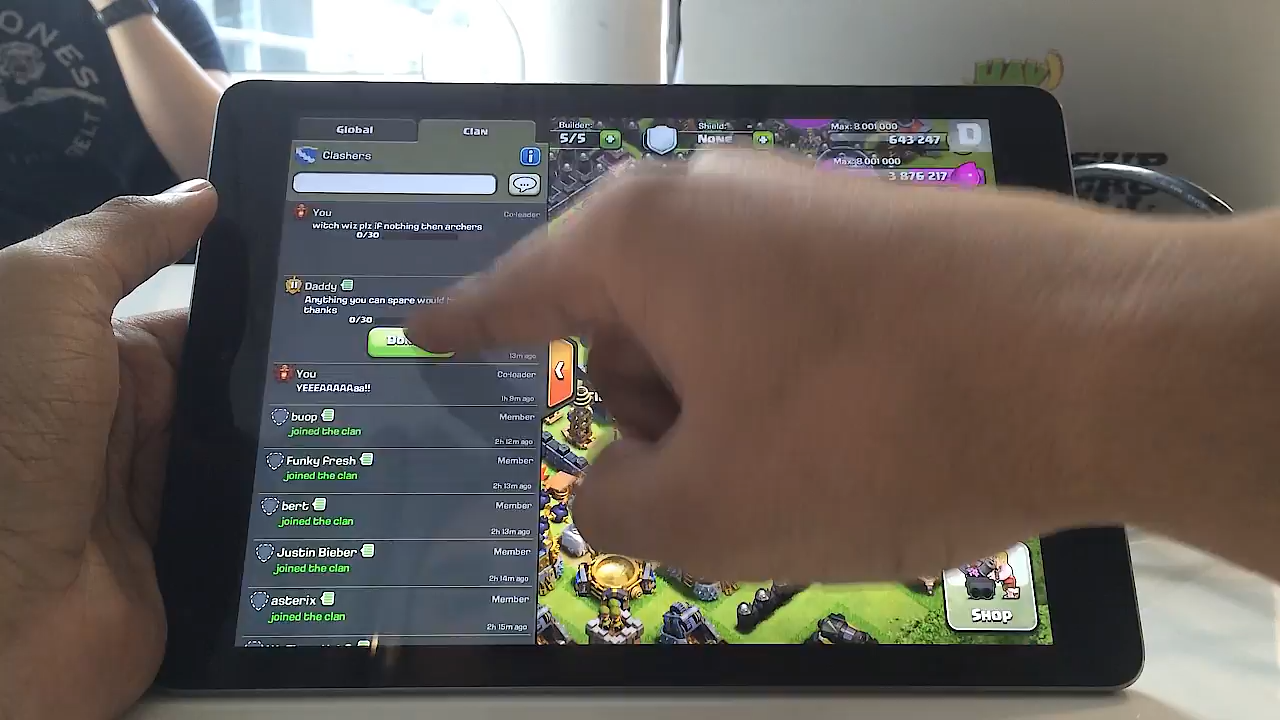 JONES
BELT
Global
Clan
Clashers
i
You
Co-leader
witch wiz plz if nothing then archers
0/30
Daddy
Anything you can spare would
thanks
0/30
13m ago
You
Co-leader
YEEEAAAAAaa!!
1h 9m ago
buop
Member
joined the clan
2h 12m ago
Funky Fresh
Member
joined the clan
2h 13m ago
bert
Member
joined the clan
2h 13m ago
Justin Bieber
Member
joined the clan
2h 14m ago
asterix
Member
joined the clan
2h 15m ago
Builder:
5/5
Shield:
None
Max: 8 001 000
643 247
Max: 8 001 000
3 876 217
Shop